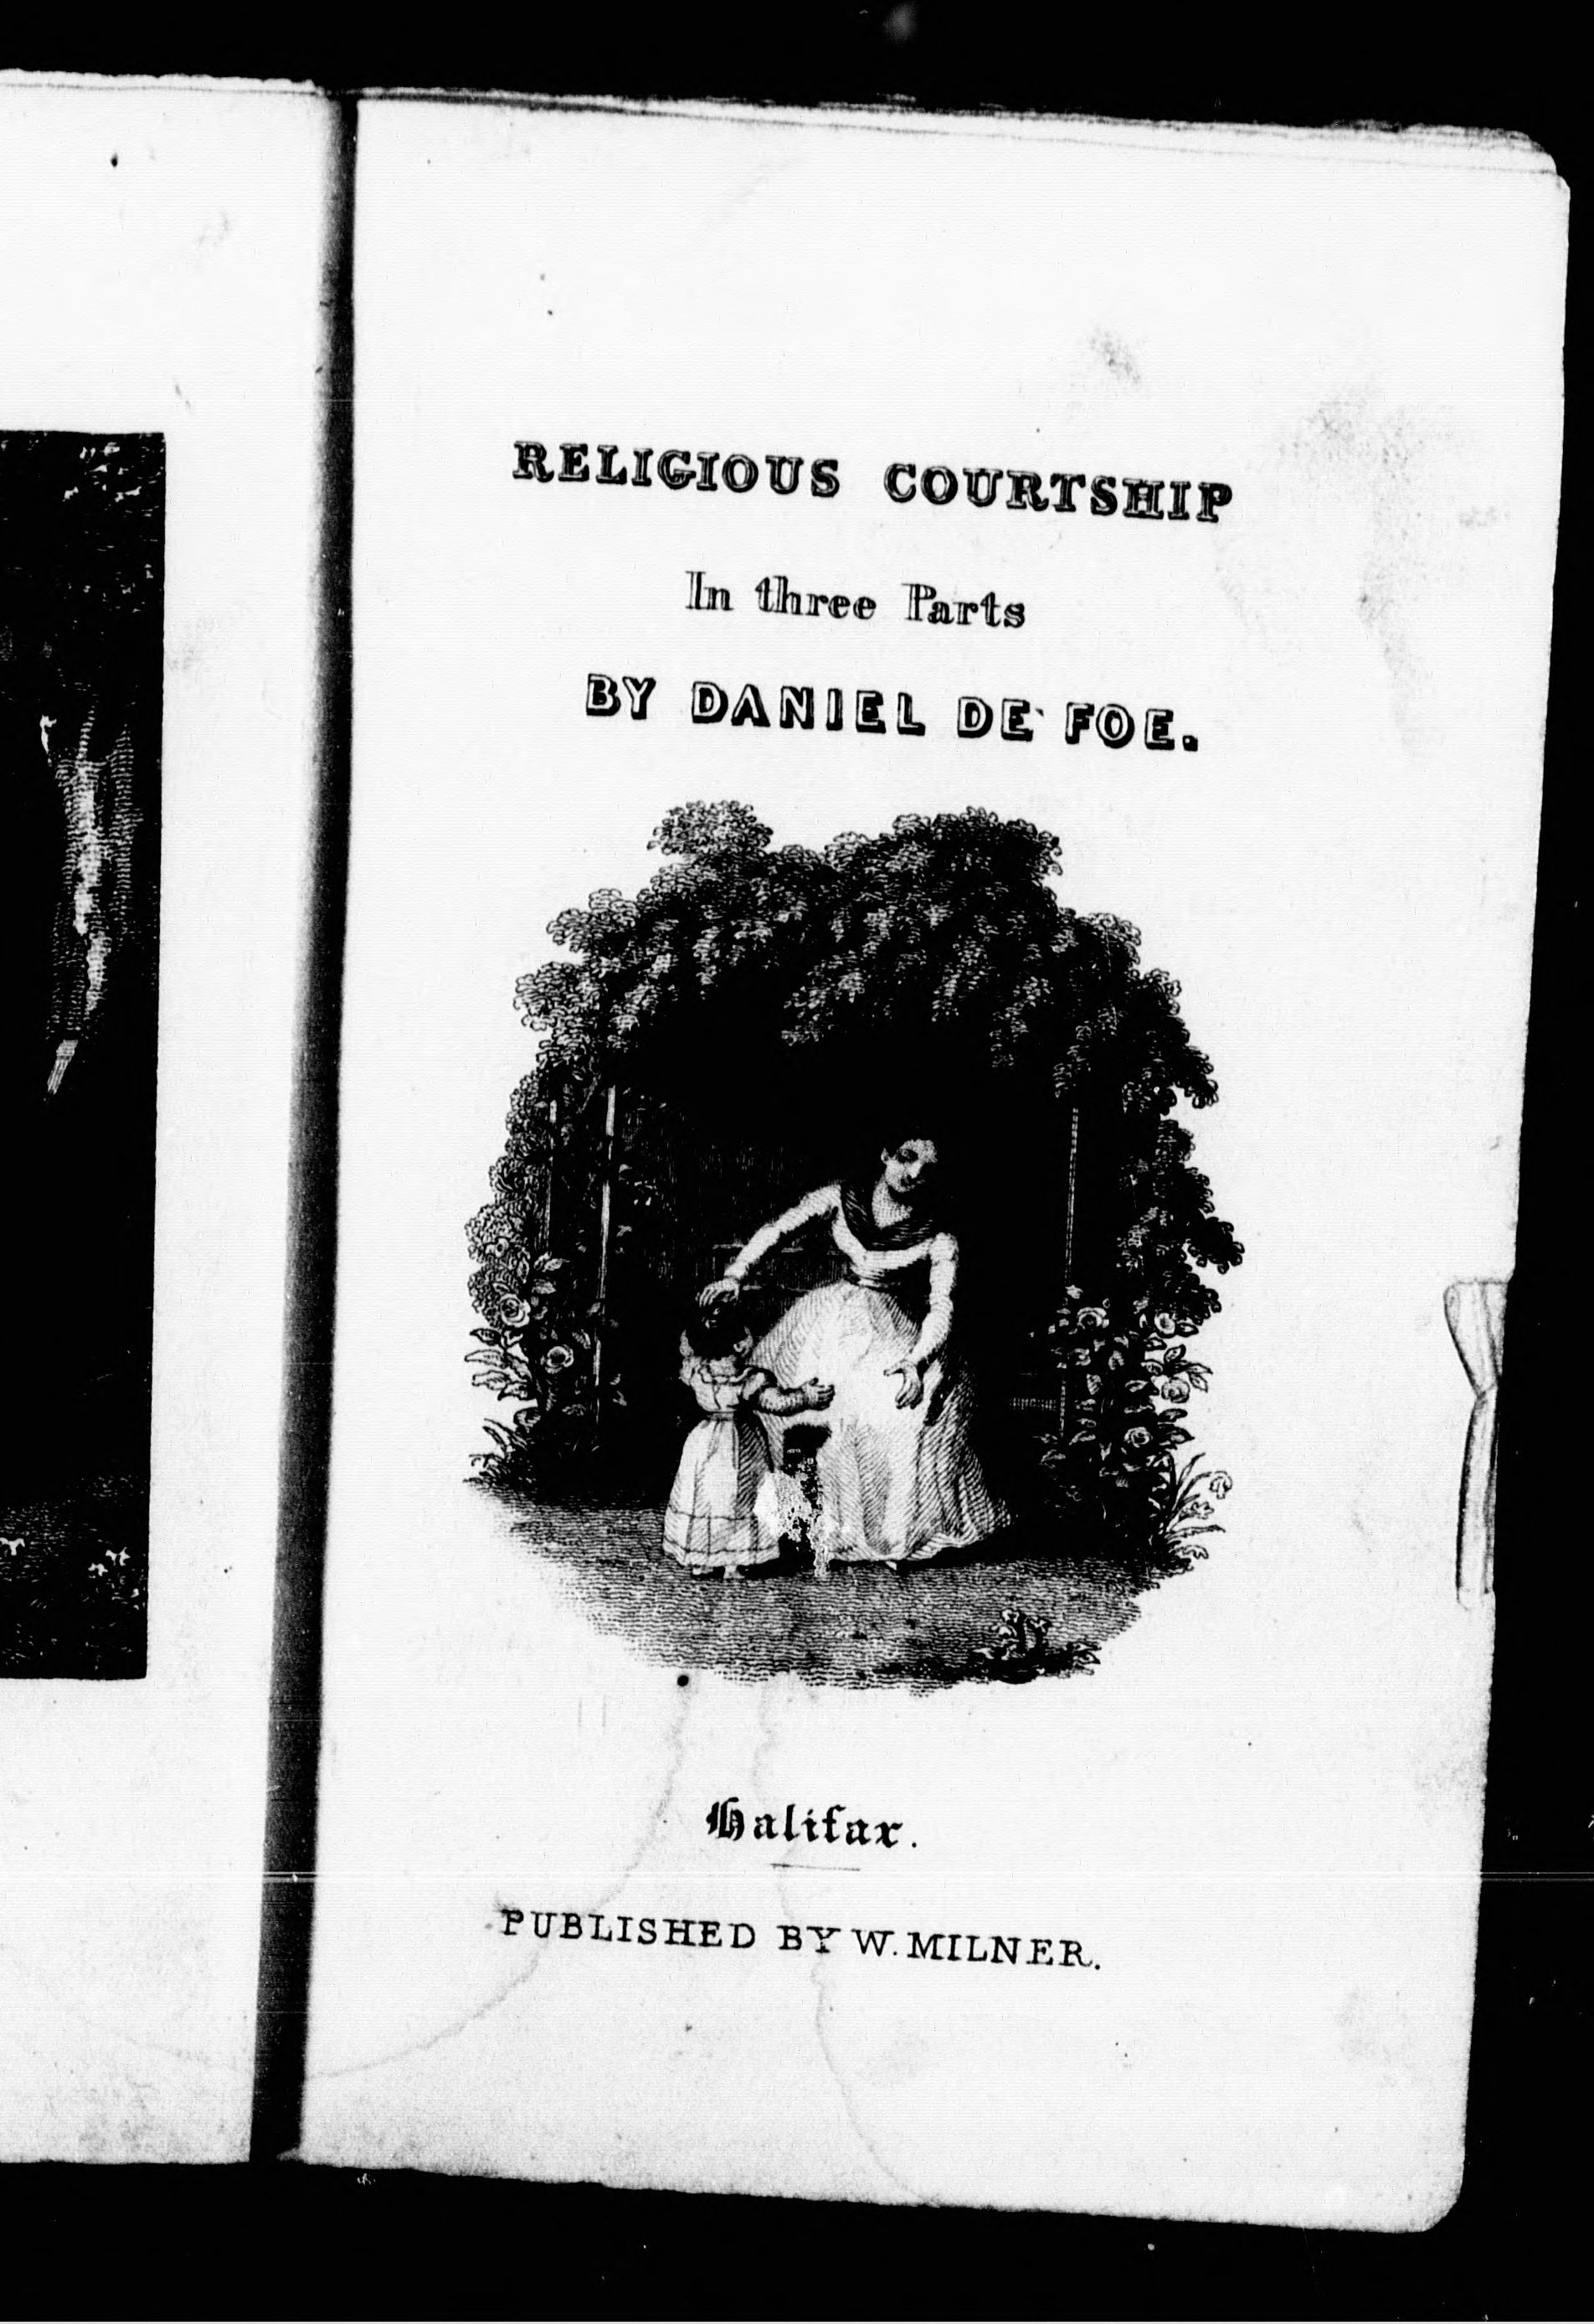 RELIGIOUS COURTSHIP
In three Parts
BY DANIEL DE FOE.
Halifax.
PUBLISHED BY W. MILNER.